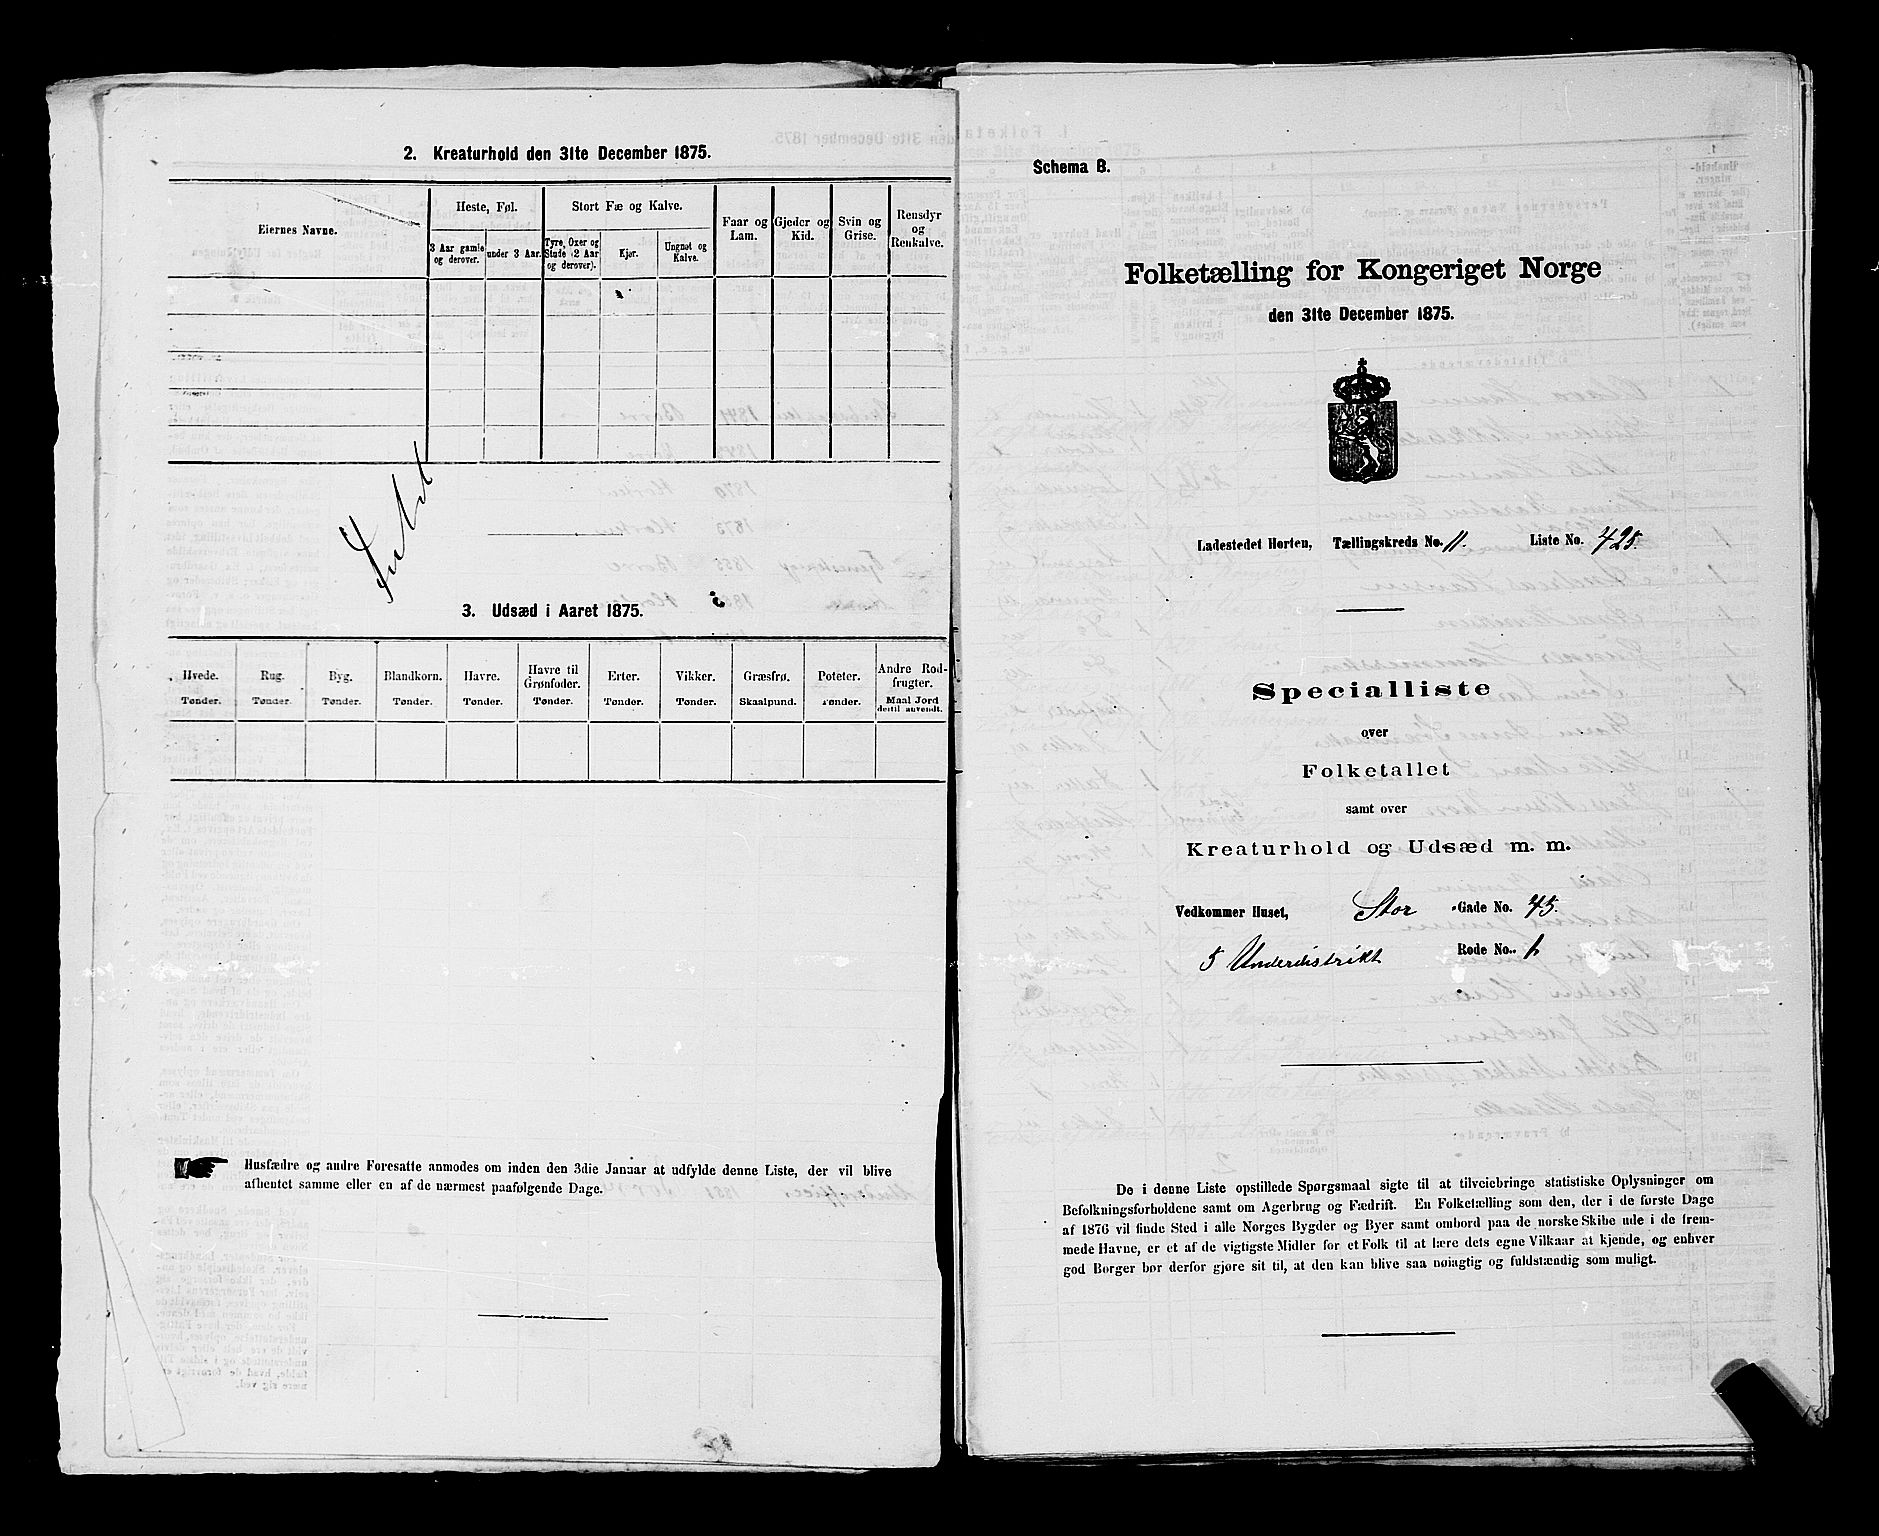 2. Kreaturhold den 31te December 1875.
Eiernes Navne.
Heste, Føl.
3 Aar gamle og derover.
under 3 Aar.
Stort Fæ og Kalve.
Tyre, Oxer og Stude (2 Aar og derover).
Kjør.
Ungnøt og Kalve.
Faar og Lam.
Gjeder og Kid.
Svin og Grise.
Rensdyr og Renkalve.
Intet
3. Udsæd i Aaret 1875.
Hvede. Rug. Byg. Blandkorn. Havre. Havre til Grønfoder. Erter. Vikker. Græsfrø. Poteter. Andre Rodfrugter.
Tønder. Tønder. Tønder. Tønder. Tønder. Tønder. Tønder. Tønder. Skaalpund. Tønder. Maal Jord dertil anvendt.
Husfædre og andre Foresatte anmodes om inden den 3die Januar at udfylde denne Liste, der vil blive
afhentet samme eller en af de nærmest paafølgende Dage.
Schema B.
Folketælling for Kongeriget Norge
den 31te December 1875.
Ladestedet Horten, Tællingskreds No. 11. Liste No. 425.
Specialliste
over
Folketallet
samt over
Kreaturhold og Udsæd m. m.
Vedkommer Huset, Stor -Gade No. 45.
5 Underdistrikt Rode No. 1
De i denne Liste opstillede Spørgsmaal sigte til at tilveiebringe statistiske Oplysninger om
Befolkningsforholdene samt om Agerbrug og Fædrift. En Folketælling som den, der i de første Dage
af 1876 vil finde Sted i alle Norges Bygder og Byer samt ombord paa de norske Skibe ude i de frem-
mede Havne, er et af de vigtigste Midler for et Folk til at lære dets egne Vilkaar at kjende, og enhver
god Borger bør derfor gjøre sit til, at den kan blive saa nøiagtig og fuldstændig som muligt.